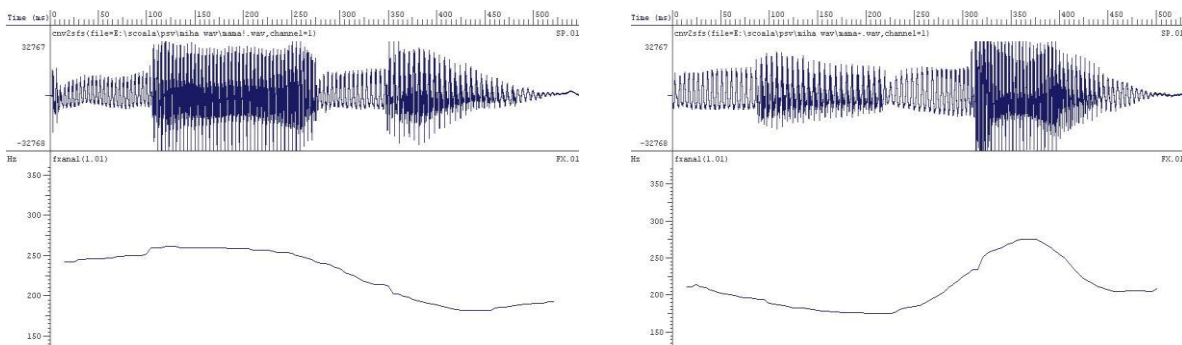 Time (ms) 0 50 100 150 200 250 300 350 400 450 500
cnv2sfs(file=E:\scoala\psv\miha wav\mama!.wav,channel=1) SP.01
32767
-32768
Hz fxanal(1.01) FX.01
350
300
250
200
150
Time (ms) 0 50 100 150 200 250 300 350 400 450 500
cnv2sfs(file=E:\scoala\psv\miha wav\mama~.wav,channel=1) SP.01
32767
-32768
Hz fxanal(1.01) FX.01
350
300
250
200
150